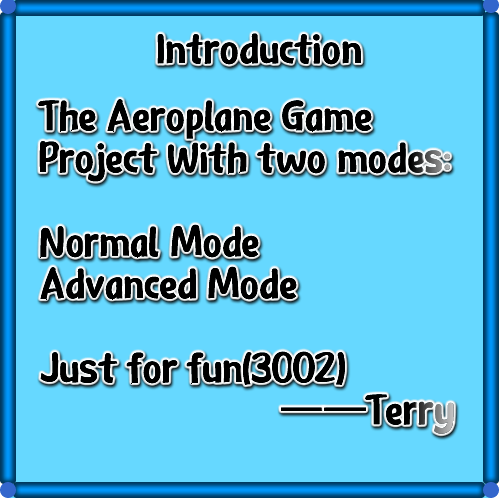 Introduction
The Aeroplane Game
Project With two modes:
Normal Mode
Advanced Mode
Just for fun(3002)
——Terry